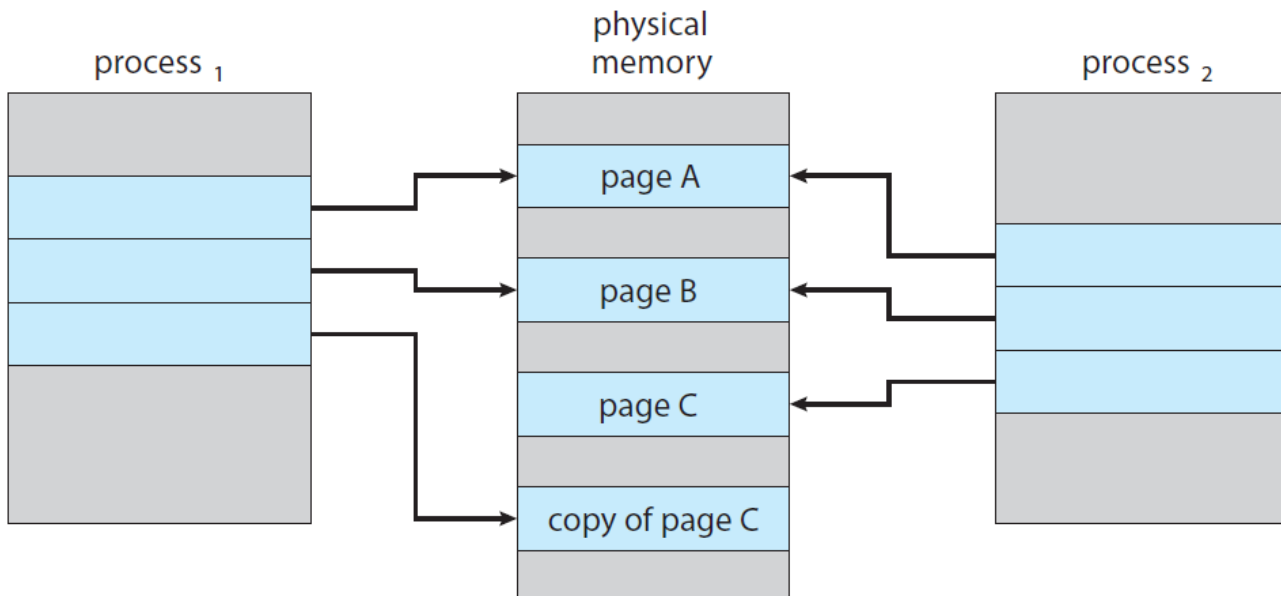 process 1
physical
memory
process 2
page A
page B
page C
copy of page C